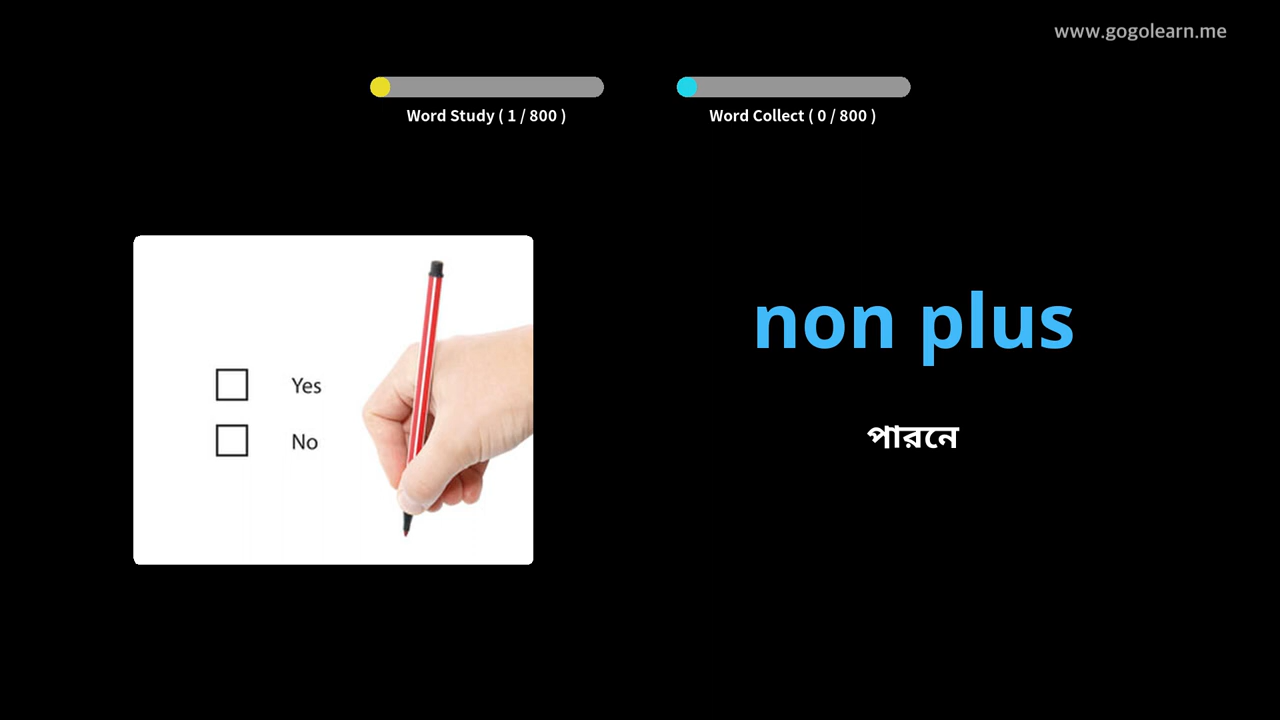 www.gogolearn.me
Word Study ( 1 / 800 )
Word Collect ( 0 / 800 )
Yes
No
non plus
পারনে